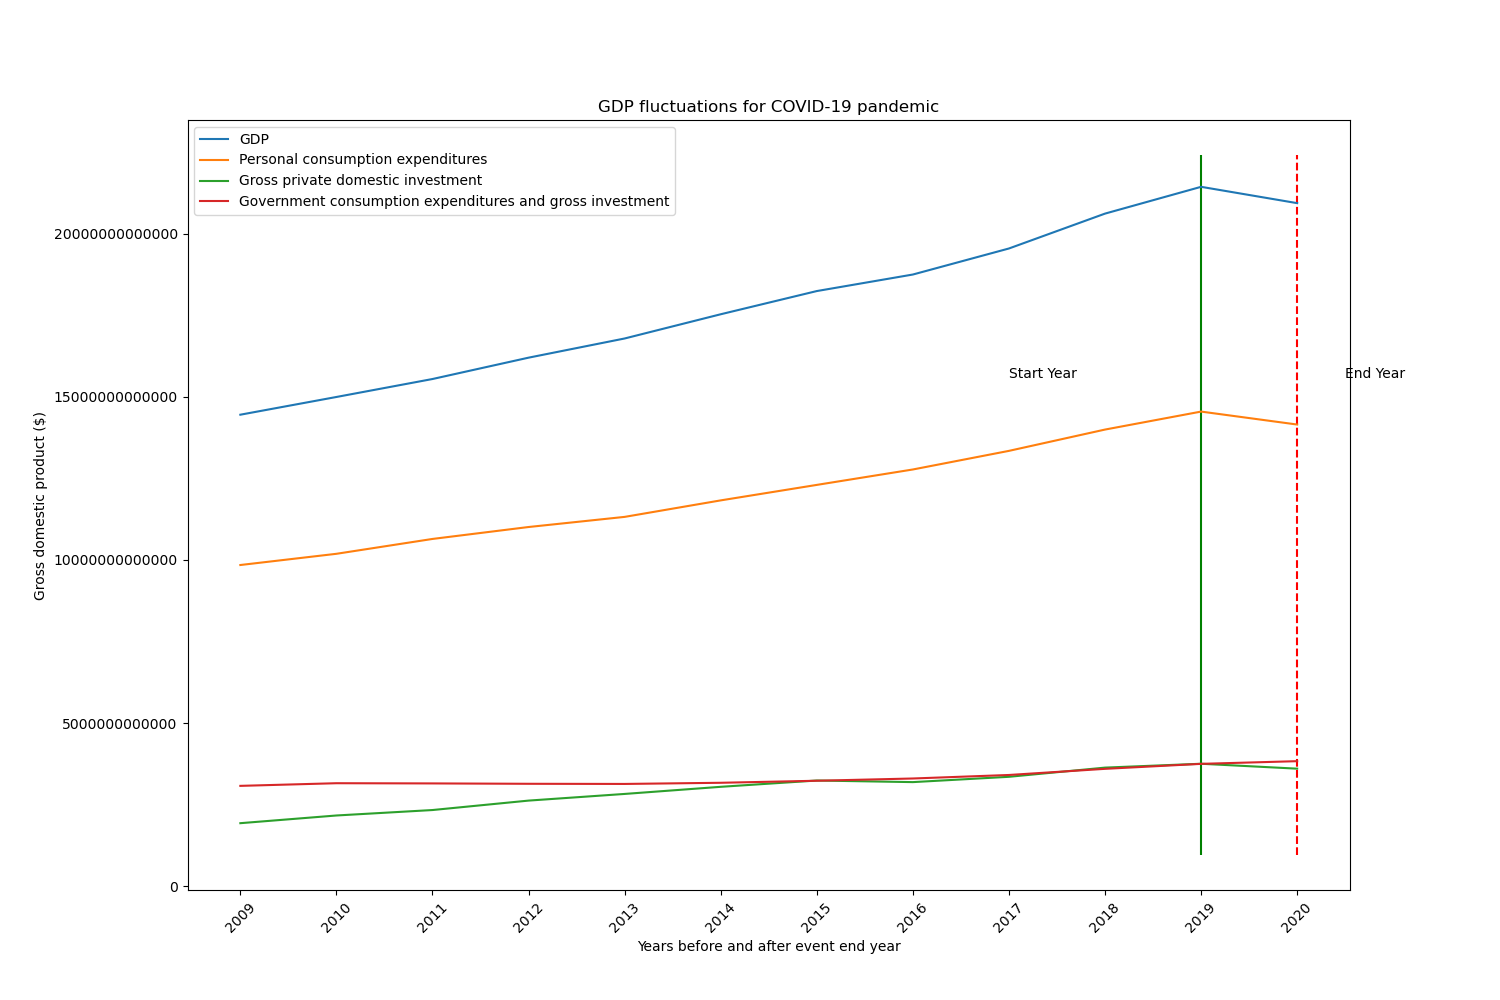 GDP fluctuations for COVID-19 pandemic
GDP
Personal consumption expenditures
Gross private domestic investment
Government consumption expenditures and gross investment
20000000000000
15000000000000
10000000000000
5000000000000
0
Gross domestic product ($)
Start Year
End Year
2009
2010
2011
2012
2013
2014
2015
2016
2017
2018
2019
2020
Years before and after event end year